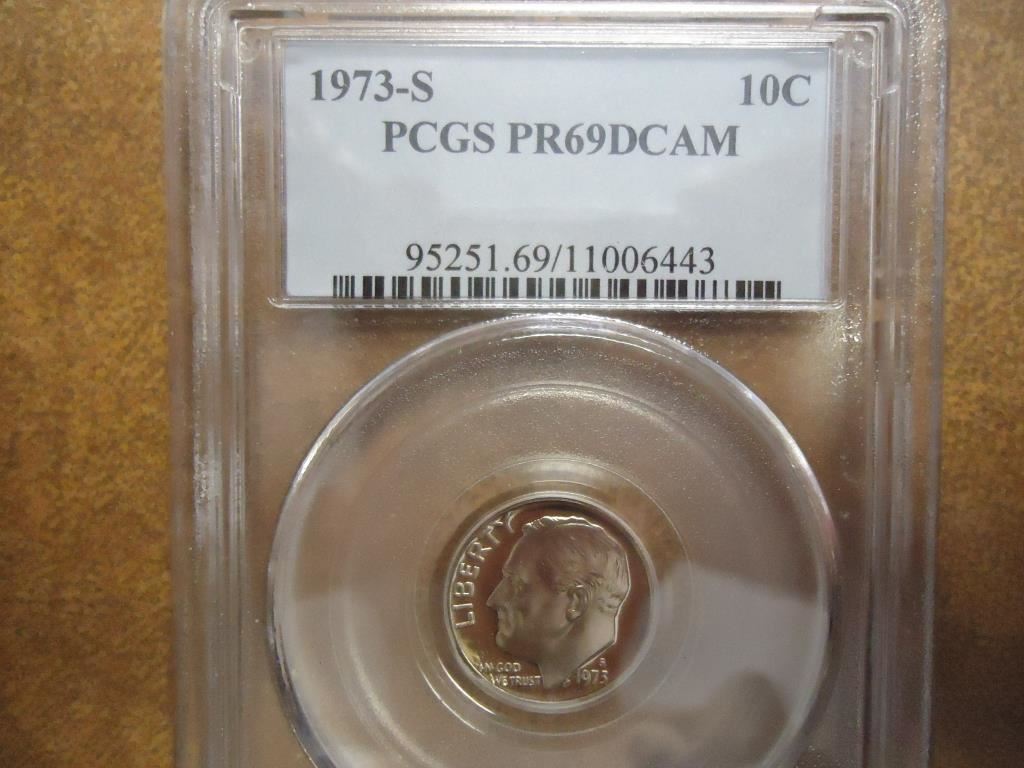 1973-S 10C
PCGS PR69DCAM
95251.69/11006443
LIBERTY
IN GOD
WE TRUST
S
1973